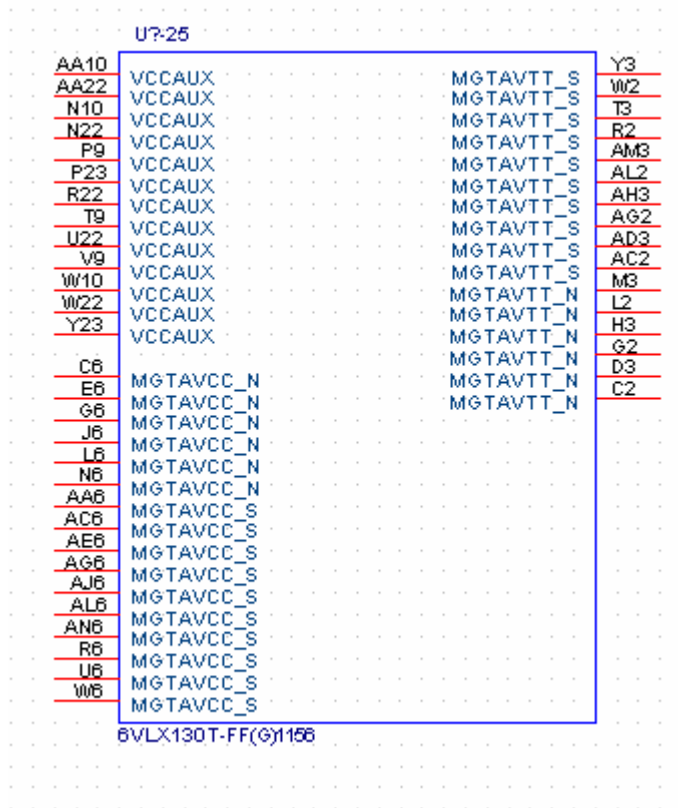 U?-25
AA10 VCCAUX MGTAVTT_S Y3
AA22 VCCAUX MGTAVTT_S W2
N10 VCCAUX MGTAVTT_S T3
N22 VCCAUX MGTAVTT_S R2
P9 VCCAUX MGTAVTT_S AM3
P23 VCCAUX MGTAVTT_S AL2
R22 VCCAUX MGTAVTT_S AH3
T9 VCCAUX MGTAVTT_S AG2
U22 VCCAUX MGTAVTT_S AD3
V9 VCCAUX MGTAVTT_S AC2
W10 VCCAUX MGTAVTT_N M3
W22 VCCAUX MGTAVTT_N L2
Y23 VCCAUX MGTAVTT_N H3
MGTAVTT_N G2
C6 MGTAVCC_N MGTAVTT_N D3
E6 MGTAVCC_N MGTAVTT_N C2
G6 MGTAVCC_N
J6 MGTAVCC_N
L6 MGTAVCC_N
N6 MGTAVCC_N
AA6 MGTAVCC_S
AC6 MGTAVCC_S
AE6 MGTAVCC_S
AG6 MGTAVCC_S
AJ6 MGTAVCC_S
AL6 MGTAVCC_S
AN6 MGTAVCC_S
R6 MGTAVCC_S
U6 MGTAVCC_S
W6 MGTAVCC_S
6VLX130T-FF(G)1156